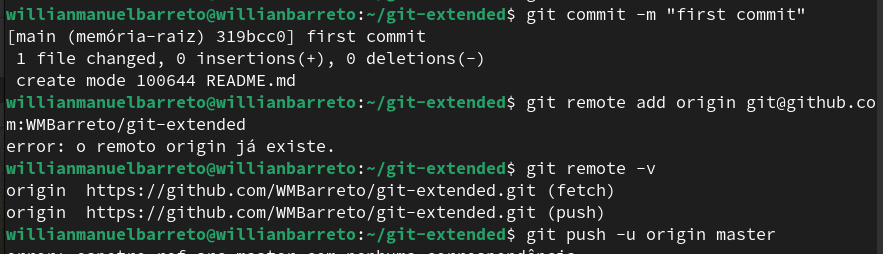 willianmanuelbarreto@willianbarreto:~/git-extended$ git commit -m "first commit"
[main (memória-raiz) 319bcc0] first commit
 1 file changed, 0 insertions(+), 0 deletions(-)
 create mode 100644 README.md
willianmanuelbarreto@willianbarreto:~/git-extended$ git remote add origin git@github.co
m:WMBarreto/git-extended
error: o remoto origin já existe.
willianmanuelbarreto@willianbarreto:~/git-extended$ git remote -v
origin  https://github.com/WMBarreto/git-extended.git (fetch)
origin  https://github.com/WMBarreto/git-extended.git (push)
willianmanuelbarreto@willianbarreto:~/git-extended$ git push -u origin master